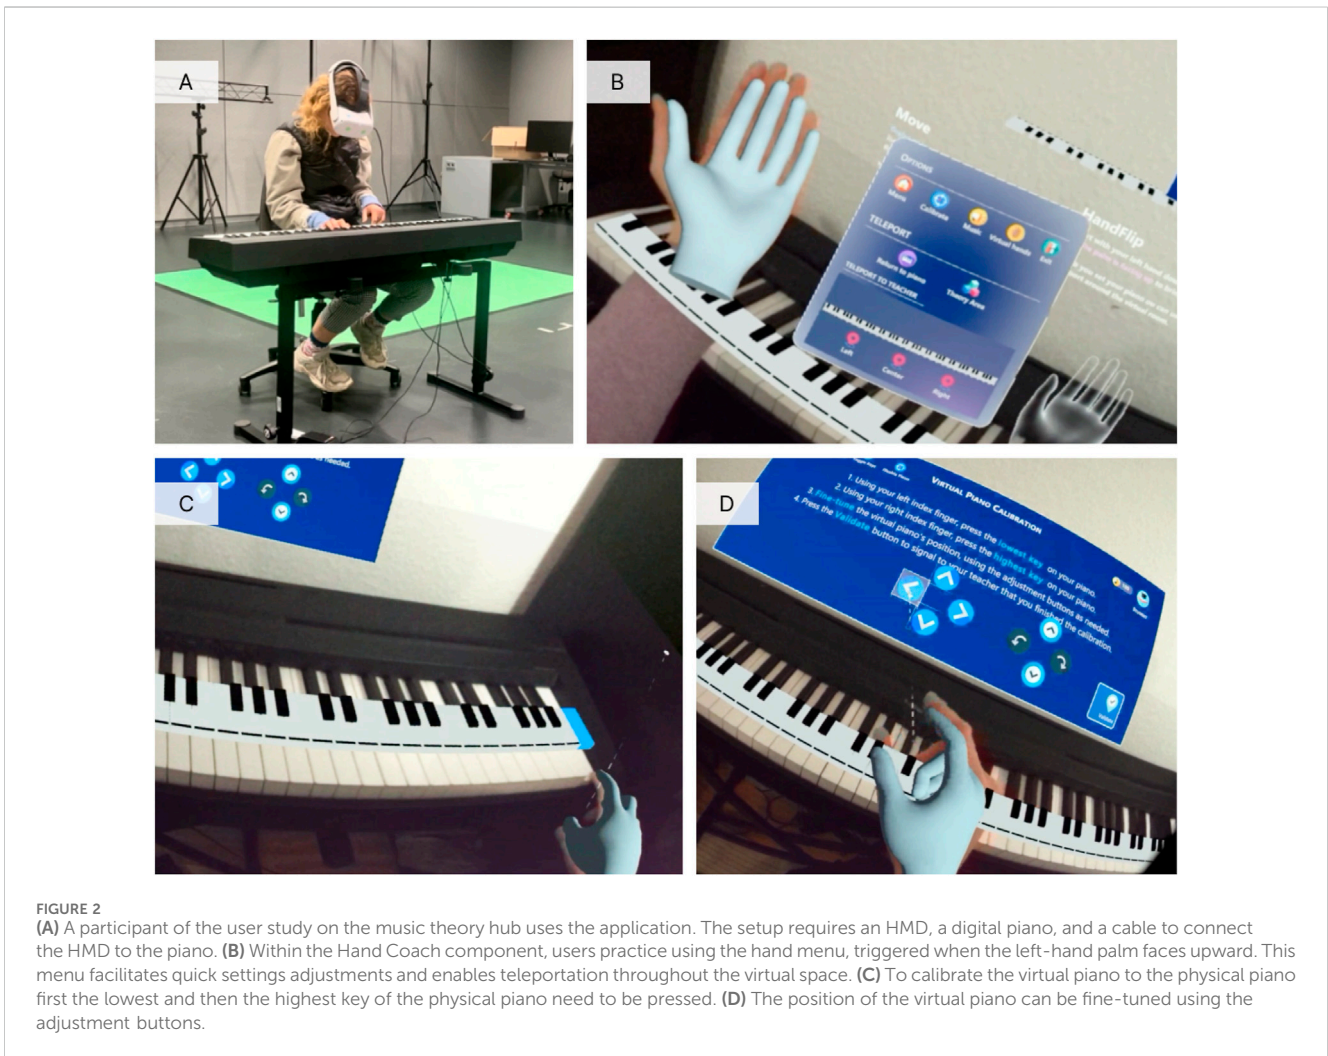 A
B
Move
OPTIONS
Menu
Calibrate
Music
Virtual hands
Exit
TELEPORT
Return to piano
Theory Area
TELEPORT TO TEACHER
Left
Center
Right
HandFlip
with your left hand
C
as needed.
D
VIRTUAL PIANO CALIBRATION
1. Using your left index finger, press the lowest key on your piano.
2. Using your right index finger, press the highest key on your piano.
3. Fine-tune the virtual piano's position, using the adjustment buttons as needed.
4. Press the Validate button to signal to your teacher that you finished the calibration.
FIGURE 2
(A) A participant of the user study on the music theory hub uses the application. The setup requires an HMD, a digital piano, and a cable to connect
the HMD to the piano. (B) Within the Hand Coach component, users practice using the hand menu, triggered when the left-hand palm faces upward. This
menu facilitates quick settings adjustments and enables teleportation throughout the virtual space. (C) To calibrate the virtual piano to the physical piano
first the lowest and then the highest key of the physical piano need to be pressed. (D) The position of the virtual piano can be fine-tuned using the
adjustment buttons.